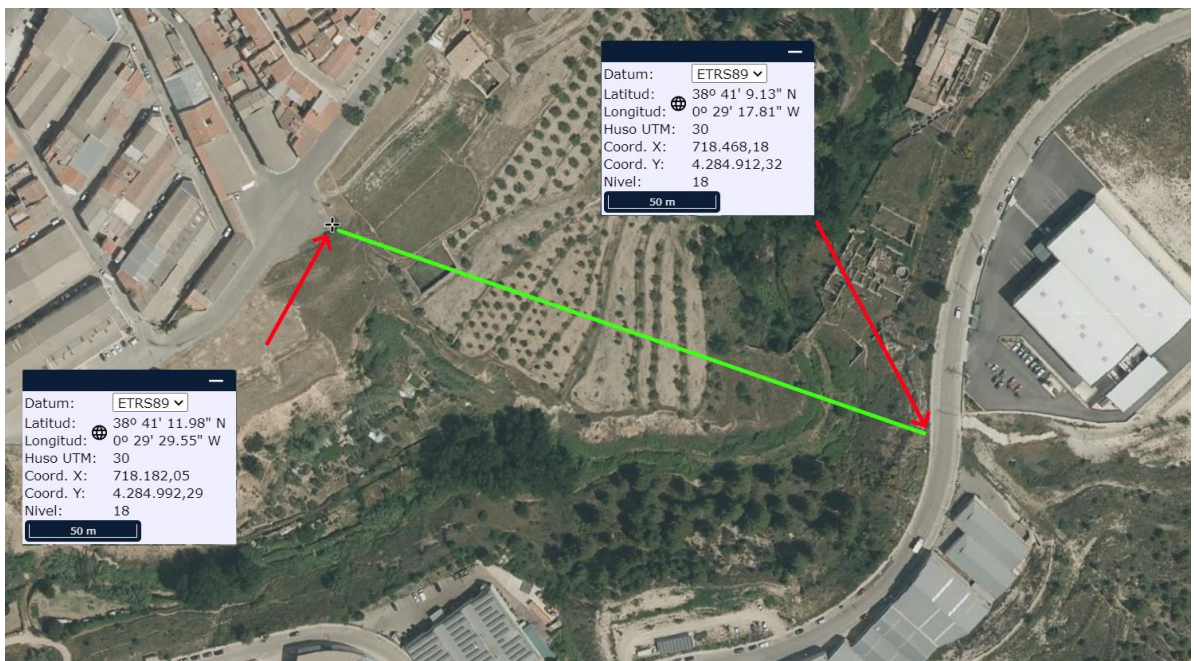 Datum: ETRS89
Latitud: 38º 41' 9.13" N
Longitud: 0º 29' 17.81" W
Huso UTM: 30
Coord. X: 718.468,18
Coord. Y: 4.284.912,32
Nivel: 18
50 m
Datum: ETRS89
Latitud: 38º 41' 11.98" N
Longitud: 0º 29' 29.55" W
Huso UTM: 30
Coord. X: 718.182,05
Coord. Y: 4.284.992,29
Nivel: 18
50 m